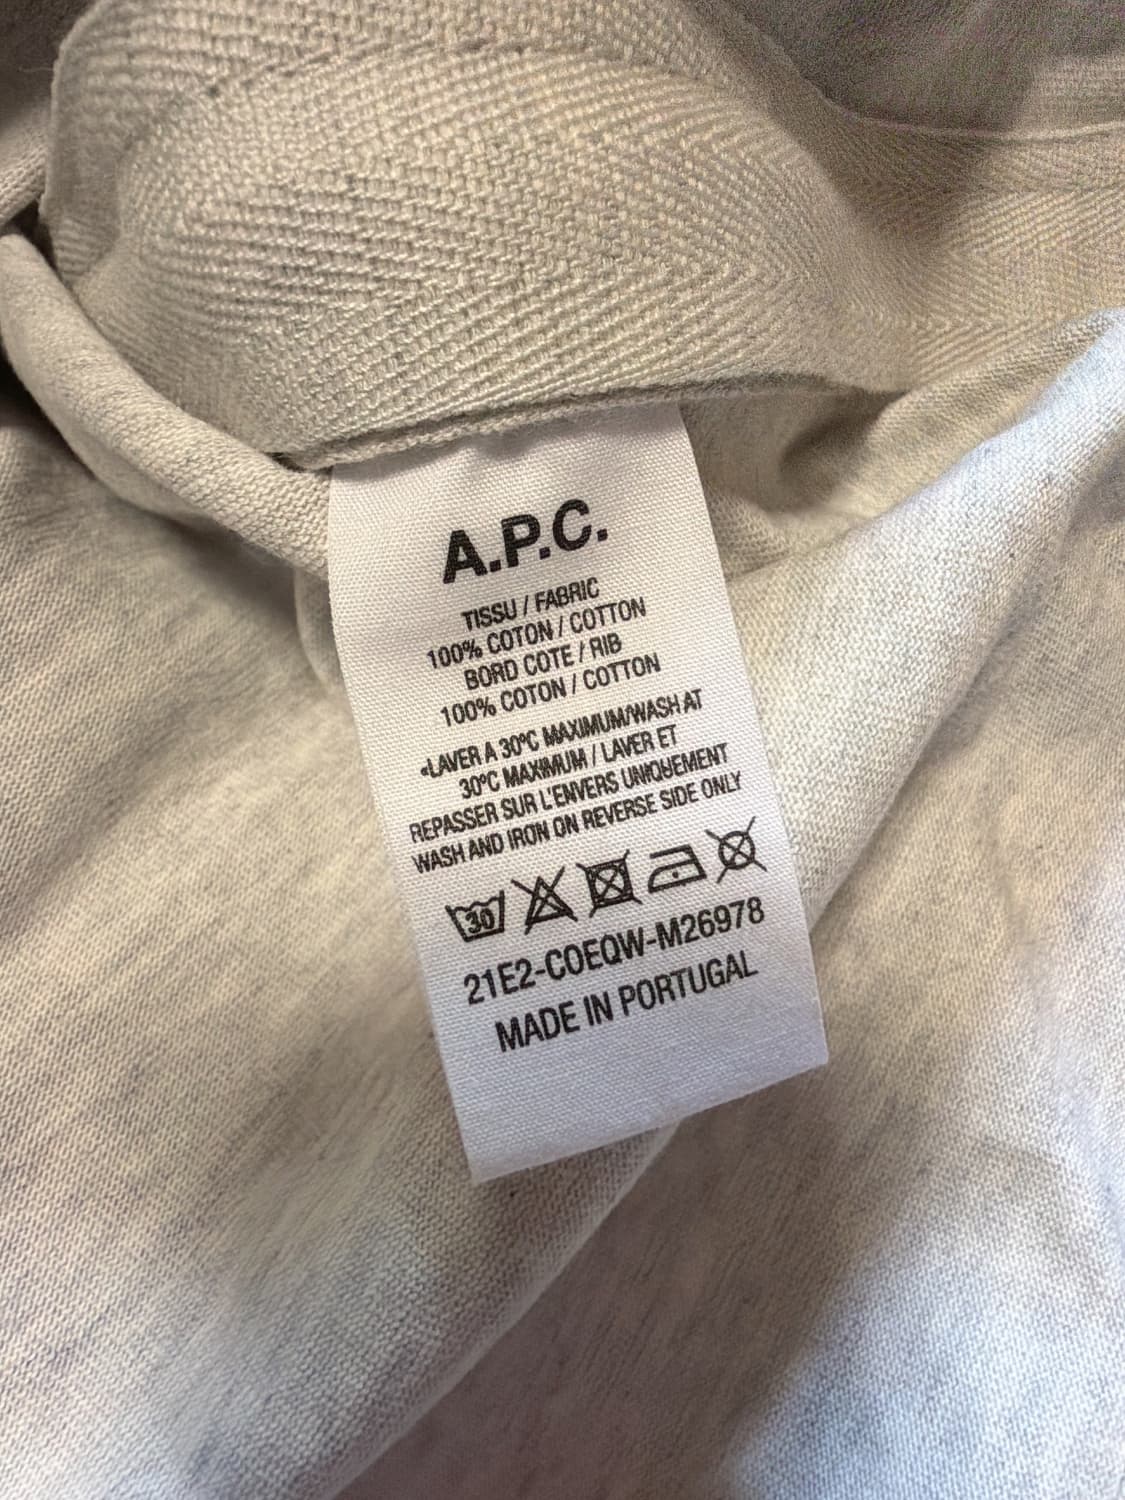 A.P.C.
TISSU / FABRIC
100% COTON / COTTON
BORD COTE / RIB
100% COTON / COTTON
«LAVER A 30°C MAXIMUM/WASH AT
30°C MAXIMUM / LAVER ET
REPASSER SUR L'ENVERS UNIQUEMENT
WASH AND IRON ON REVERSE SIDE ONLY
30
21E2-COEQW-M26978
MADE IN PORTUGAL